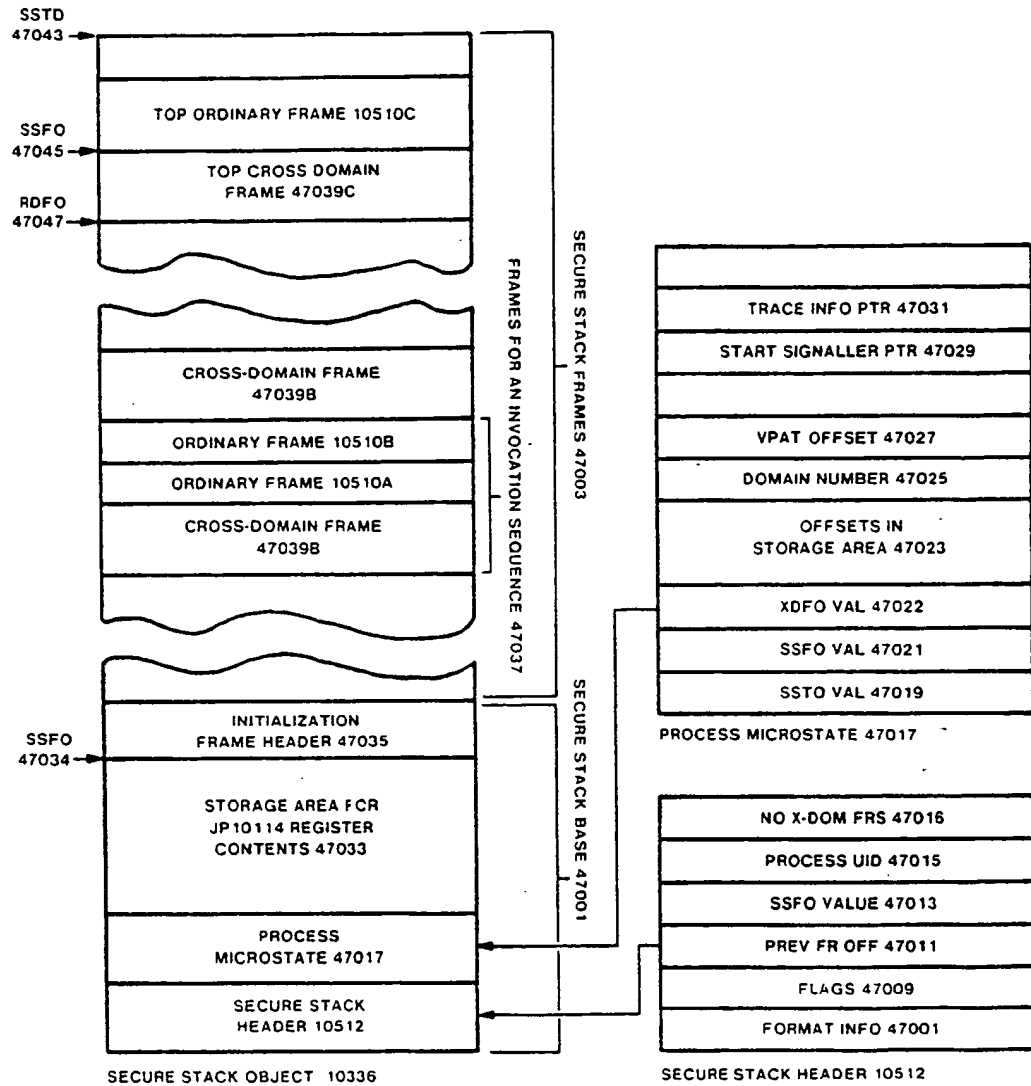 SSTD
47043
TOP ORDINARY FRAME 10510C
SSFO
47045
TOP CROSS DOMAIN
FRAME 47039C
RDFO
47047
CROSS-DOMAIN FRAME
47039B
ORDINARY FRAME 10510B
ORDINARY FRAME 10510A
CROSS-DOMAIN FRAME
47039B
FRAMES FOR AN INVOCATION SEQUENCE 47037
SECURE STACK FRAMES 47003
INITIALIZATION
FRAME HEADER 47035
SSFO
47034
STORAGE AREA FCR
JP10114 REGISTER
CONTENTS 47033
PROCESS
MICROSTATE 47017
SECURE STACK
HEADER 10512
SECURE STACK BASE 47001
SECURE STACK OBJECT 10336
TRACE INFO PTR 47031
START SIGNALLER PTR 47029
VPAT OFFSET 47027
DOMAIN NUMBER 47025
OFFSETS IN
STORAGE AREA 47023
XDFO VAL 47022
SSFO VAL 47021
SSTO VAL 47019
PROCESS MICROSTATE 47017
NO X-DOM FRS 47016
PROCESS UID 47015
SSFO VALUE 47013
PREV FR OFF 47011
FLAGS 47009
FORMAT INFO 47001
SECURE STACK HEADER 10512